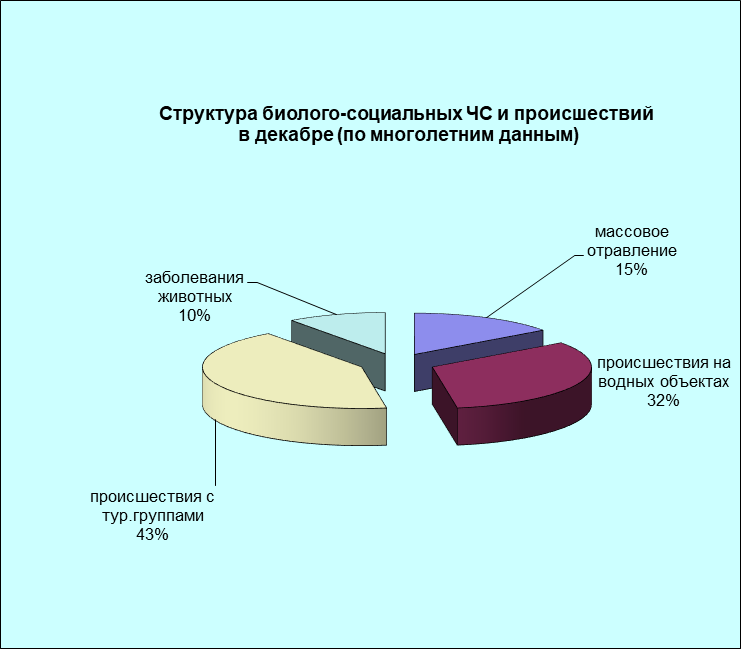 Структура биолого-социальных ЧС и происшествий
в декабре (по многолетним данным)
массовое
отравление
15%
заболевания
животных
10%
происшествия на
водных объектах
32%
происшествия с
тур.группами
43%